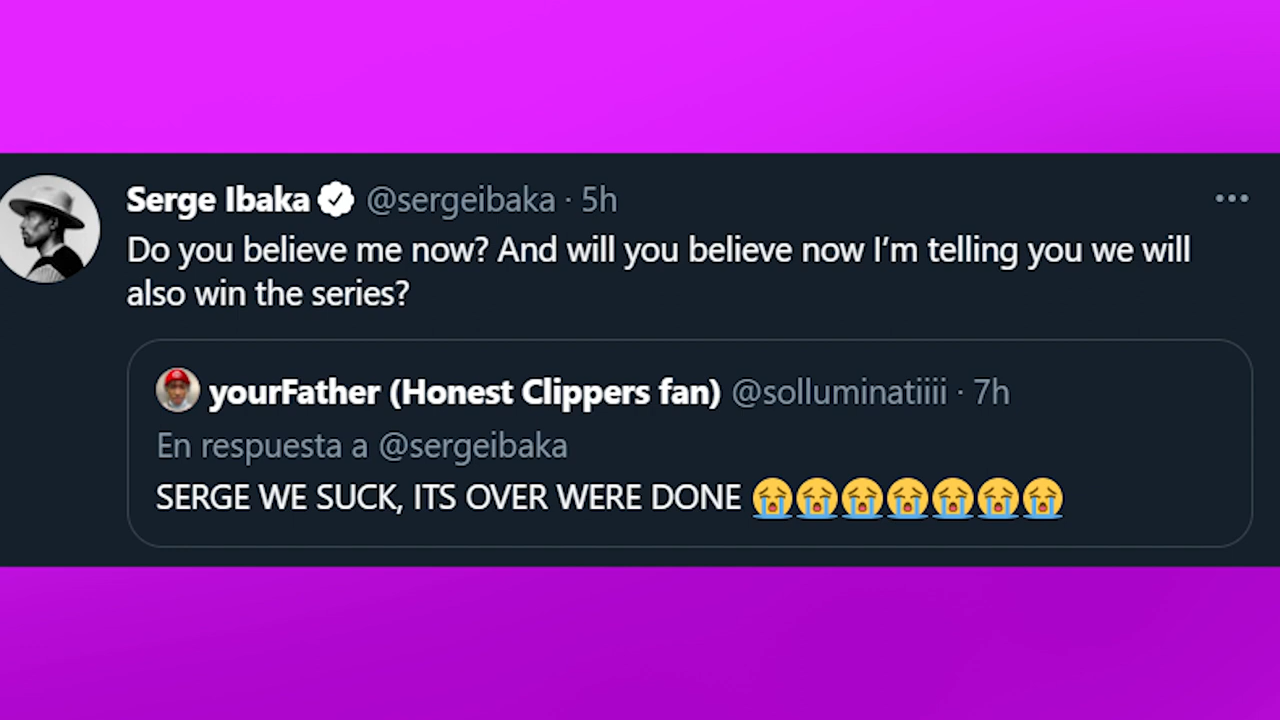 Serge Ibaka @sergeibaka · 5h
Do you believe me now? And will you believe now I’m telling you we will
also win the series?
yourFather (Honest Clippers fan) @solluminatiiii · 7h
En respuesta a @sergeibaka
SERGE WE SUCK, ITS OVER WERE DONE 😭😭😭😭😭😭😭